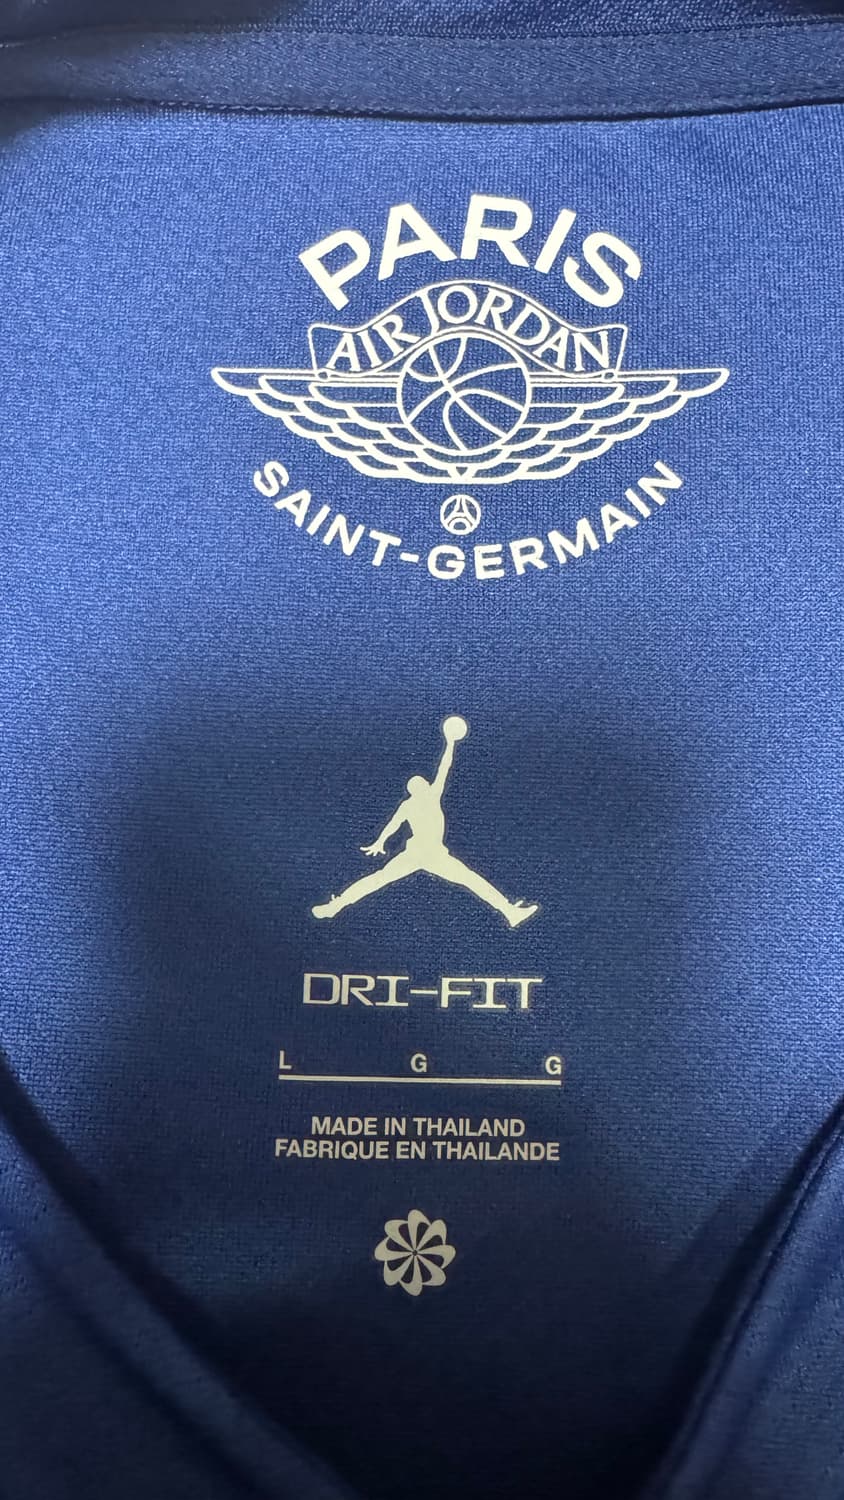 PARIS
AIR JORDAN
SAINT-GERMAIN
DRI-FIT
L G G
MADE IN THAILAND
FABRIQUE EN THAILANDE